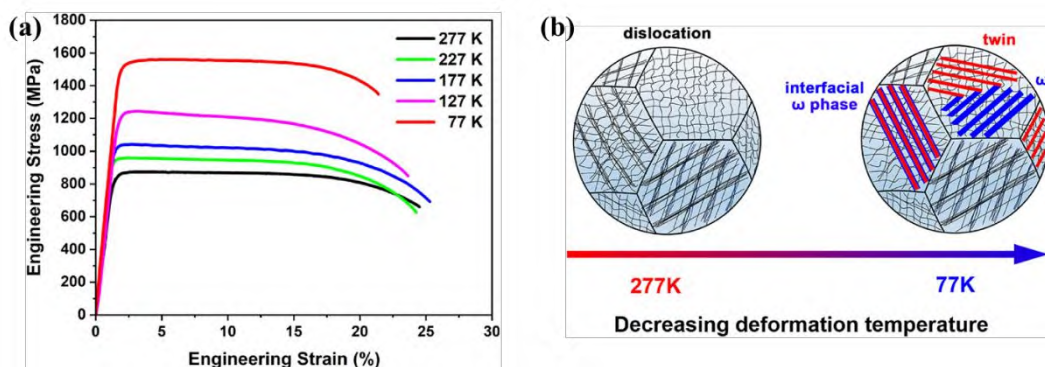 (a)
1800
1600
1400
1200
1000
800
600
400
200
0
Engineering Stress (MPa)
277 K
227 K
177 K
127 K
77 K
0 5 10 15 20 25 30
Engineering Strain (%)
(b)
dislocation
twin
interfacial
ω phase
ω
277K
77K
Decreasing deformation temperature